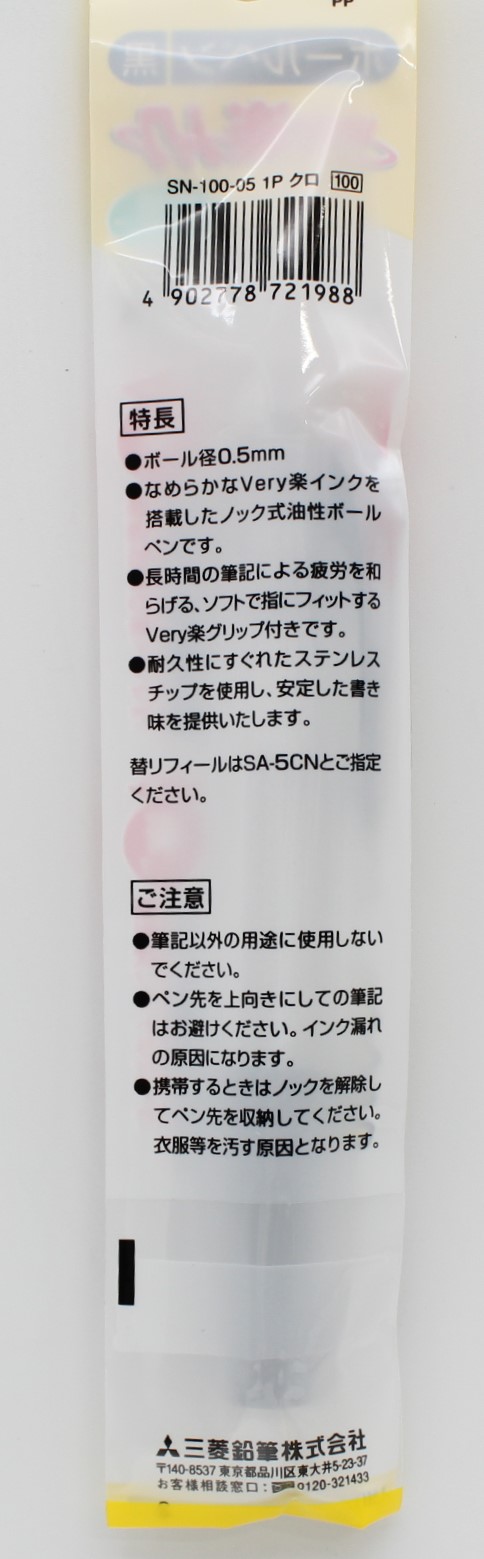 PP
ボールペン 黒
SN-100-05 1P クロ 100
4 902778 721988
特長
●ボール径0.5mm
●なめらかなVery楽インクを
搭載したノック式油性ボール
ペンです。
●長時間の筆記による疲労を和
らげる、ソフトで指にフィットする
Very楽グリップ付きです。
●耐久性にすぐれたステンレス
チップを使用し、安定した書き
味を提供いたします。
替リフィールはSA-5CNとご指定
ください。
ご注意
●筆記以外の用途に使用しない
でください。
●ペン先を上向きにしての筆記
はお避けください。インク漏れ
の原因になります。
●携帯するときはノックを解除し
てペン先を収納してください。
衣服等を汚す原因となります。
三菱鉛筆株式会社
〒140-8537 東京都品川区東大井5-23-37
お客様相談窓口: 0120-321433